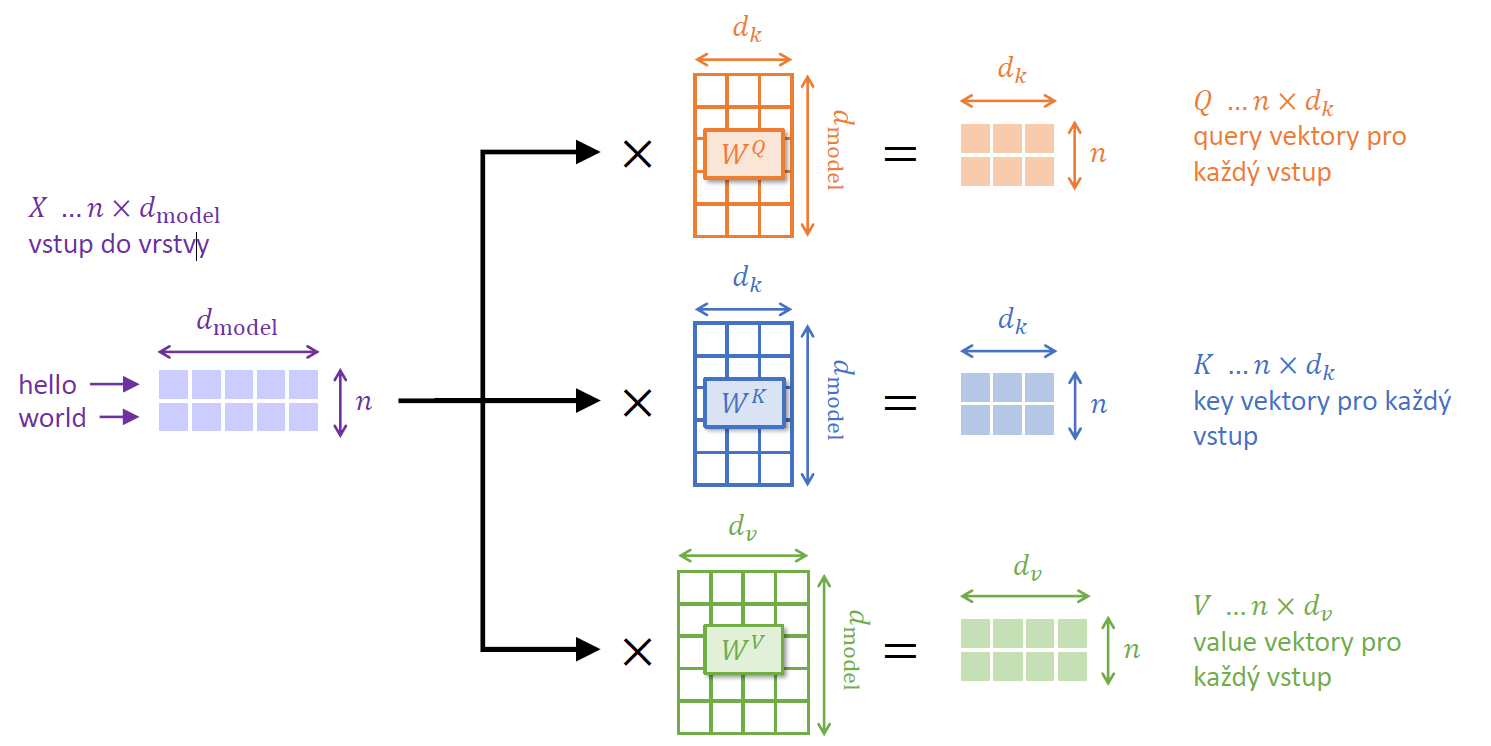 X … n × d_model
vstup do vrstvy
d_model
hello
world
n
×
d_k
W^Q
d_model
=
d_k
n
Q … n × d_k
query vektory pro
každý vstup
×
d_k
W^K
d_model
=
d_k
n
K … n × d_k
key vektory pro každý
vstup
×
d_v
W^V
d_model
=
d_v
n
V … n × d_v
value vektory pro
každý vstup